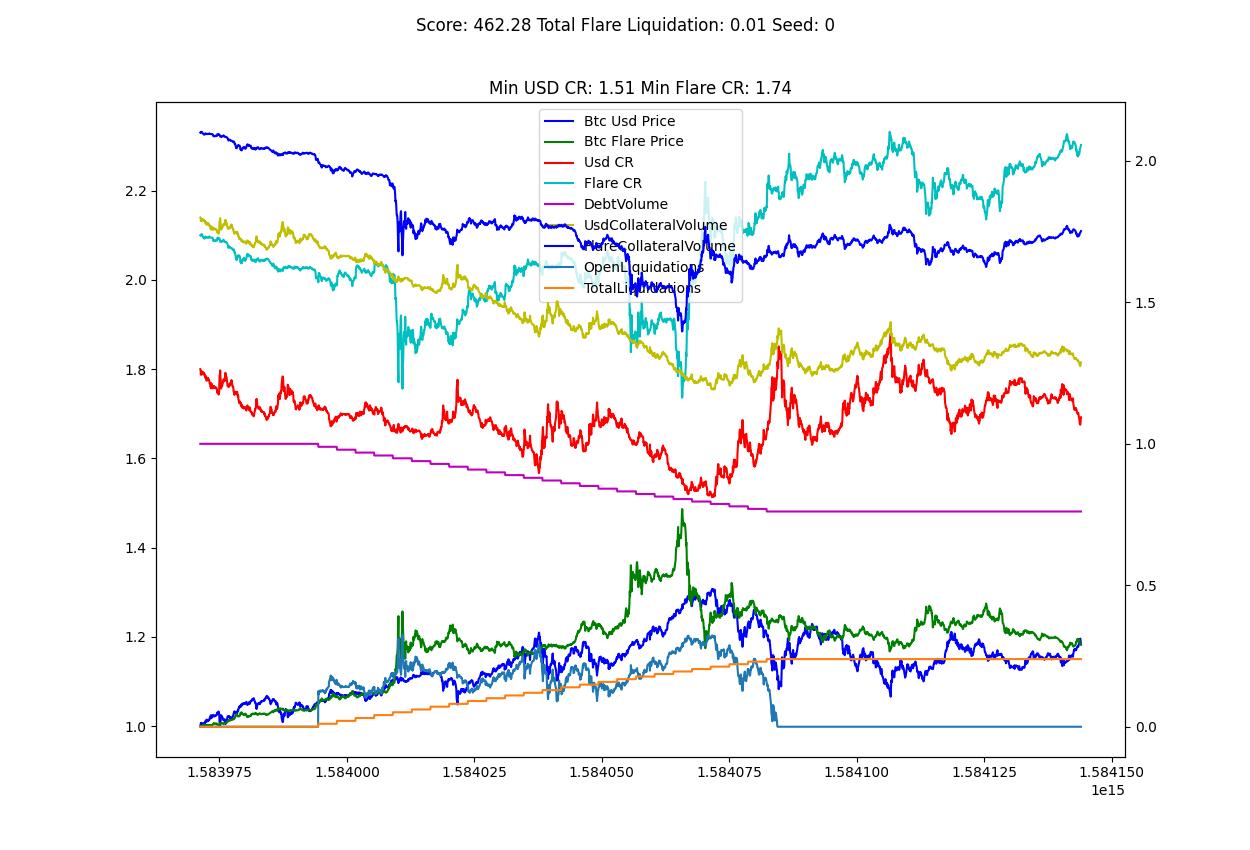 Score: 462.28 Total Flare Liquidation: 0.01 Seed: 0
Min USD CR: 1.51 Min Flare CR: 1.74
Btc Usd Price
Btc Flare Price
Usd CR
Flare CR
DebtVolume
UsdCollateralVolume
FlareCollateralVolume
OpenLiquidations
TotalLiquidations
2.2
2.0
1.8
1.6
1.4
1.2
1.0
2.0
1.5
1.0
0.5
0.0
1.583975 1.584000 1.584025 1.584050 1.584075 1.584100 1.584125 1.584150
1e15